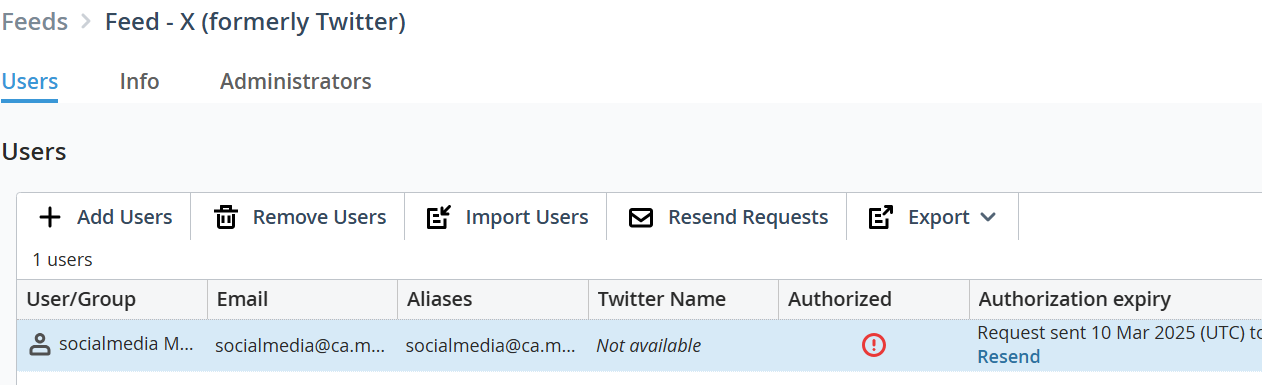 Feeds > Feed - X (formerly Twitter)
Users Info Administrators
Users
Add Users Remove Users Import Users Resend Requests Export
1 users
User/Group Email Aliases Twitter Name Authorized Authorization expiry
socialmedia M... socialmedia@ca.m... socialmedia@ca.m... Not available Request sent 10 Mar 2025 (UTC)
Resend